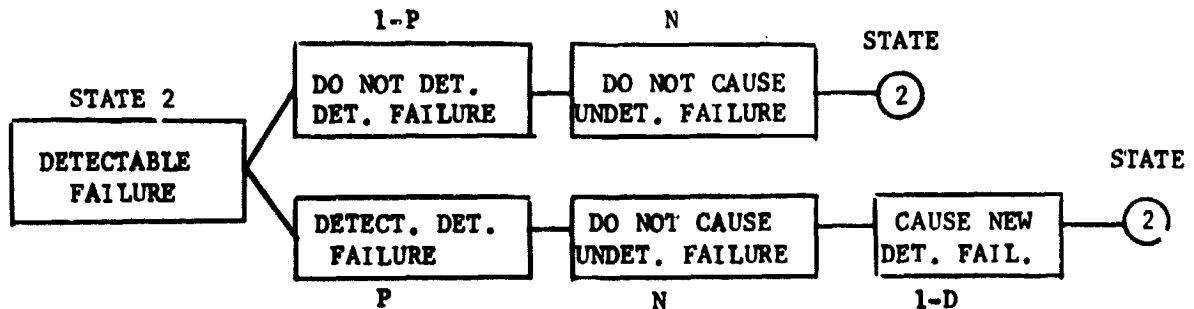 1-P
N
STATE
STATE 2
DO NOT DET.
DET. FAILURE
DO NOT CAUSE
UNDET. FAILURE
2
DETECTABLE
FAILURE
STATE
DETECT. DET.
FAILURE
DO NOT CAUSE
UNDET. FAILURE
CAUSE NEW
DET. FAIL.
2
P
N
1-D